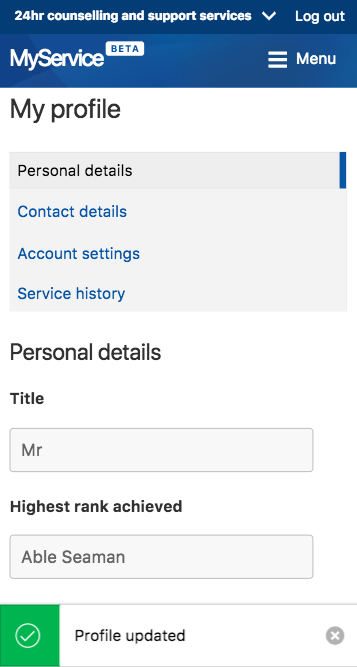 24hr counselling and support services
Log out
MyService BETA
Menu
My profile
Personal details
Contact details
Account settings
Service history
Personal details
Title
Mr
Highest rank achieved
Able Seaman
Profile updated